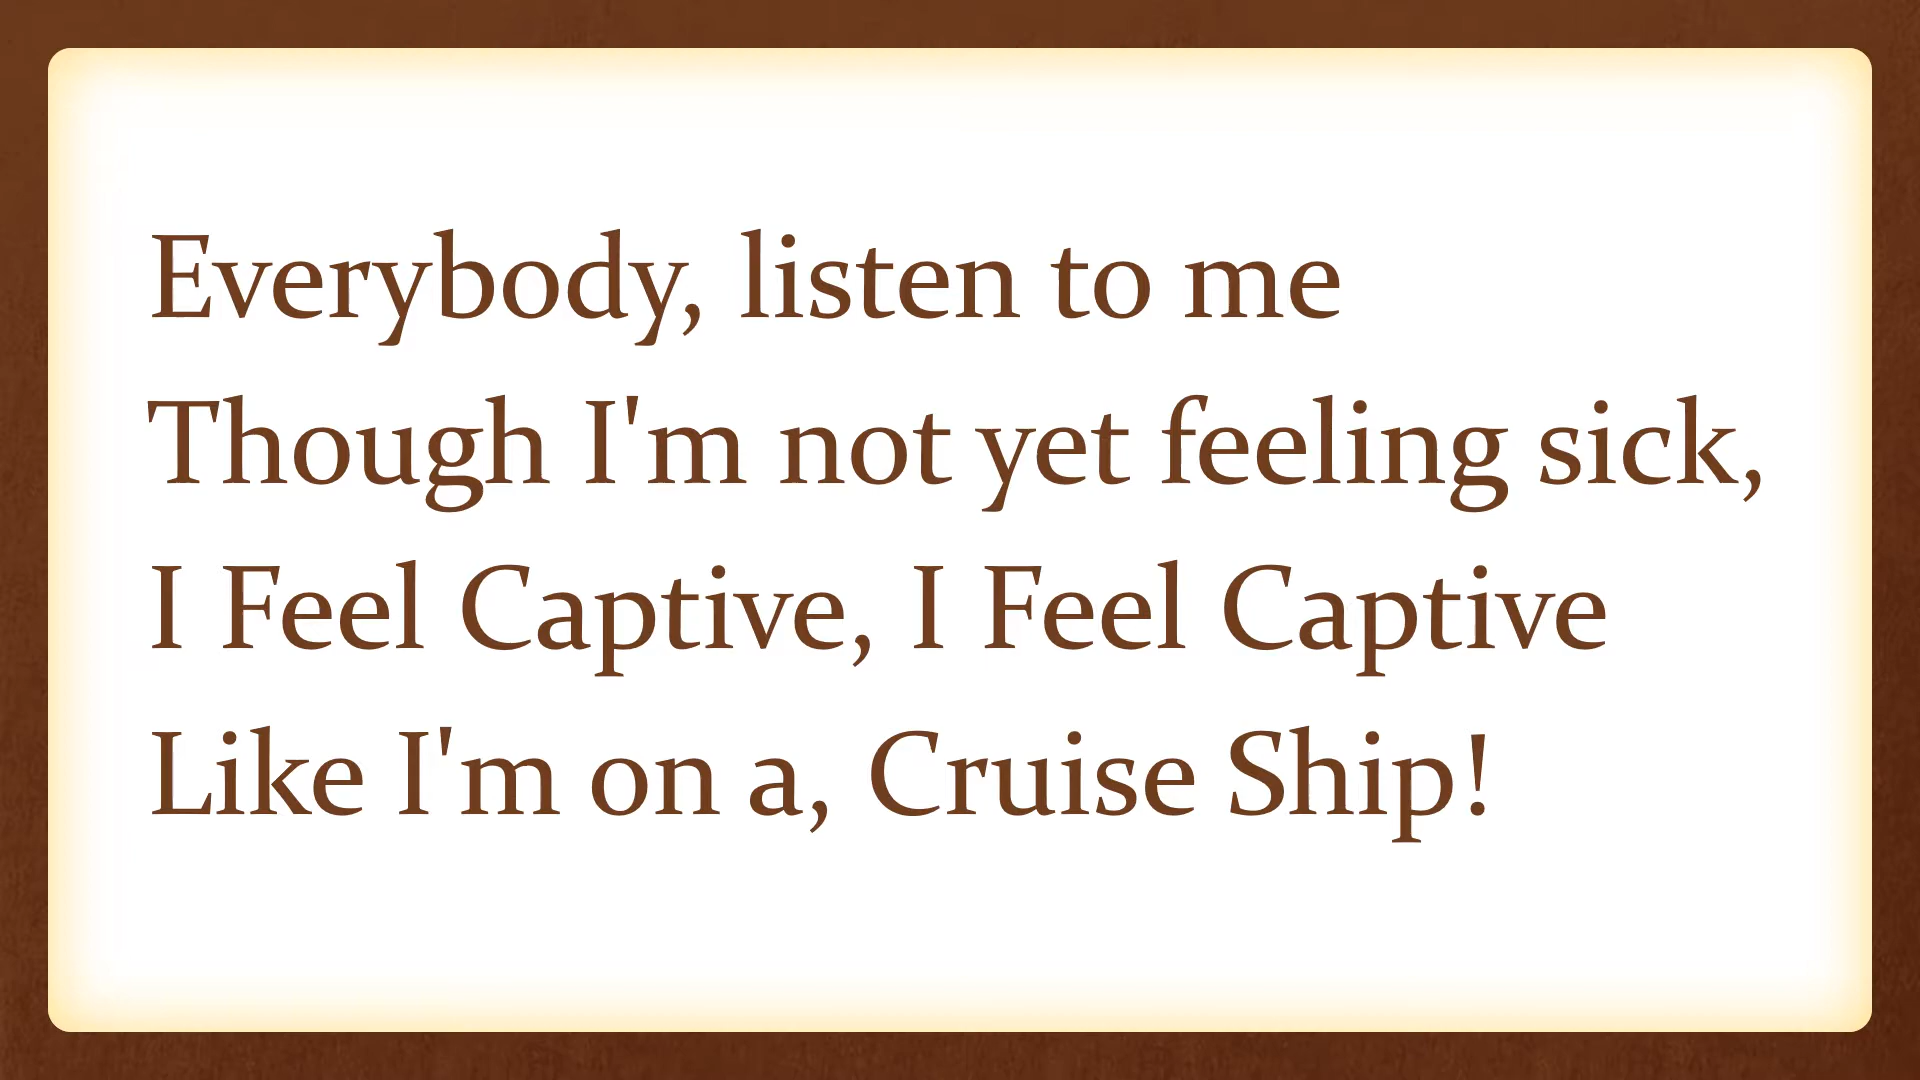 Everybody, listen to me
Though I'm not yet feeling sick,
I Feel Captive, I Feel Captive
Like I'm on a, Cruise Ship!